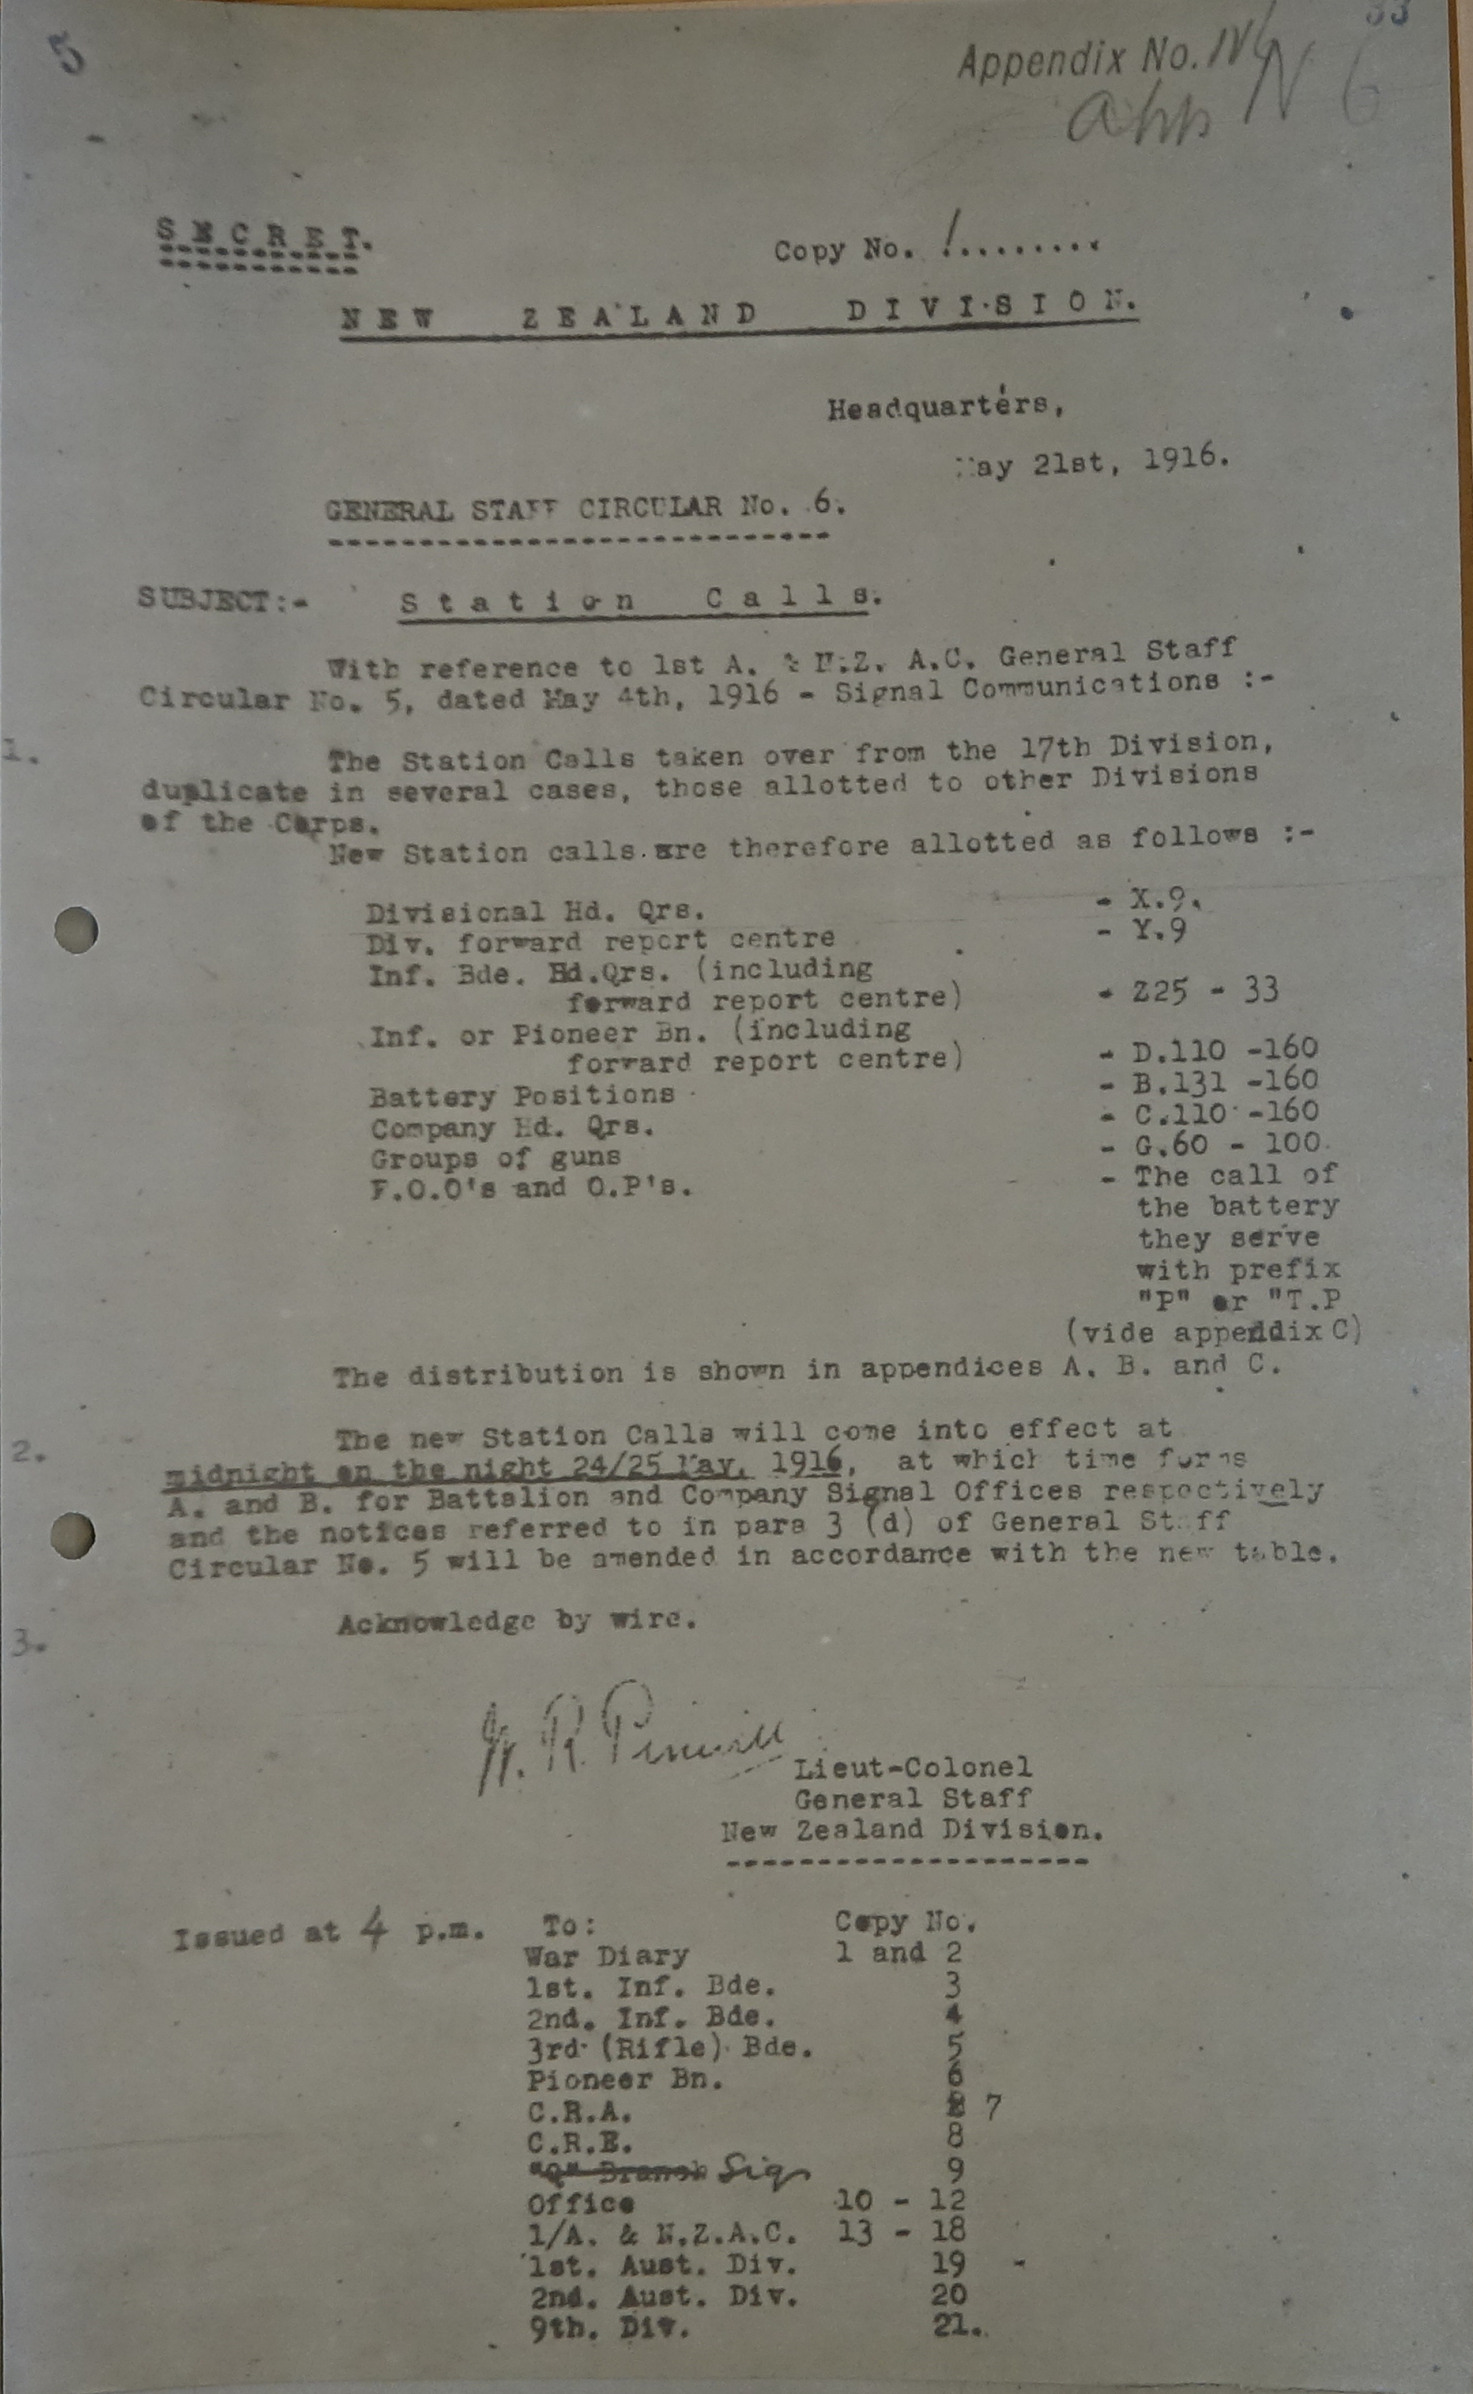 5
33
Appendix No. IV/
App IV 6
SECRET.
Copy No. 1.........
NEW ZEALAND DIVISION.
Headquarters,
May 21st, 1916.
GENERAL STAFF CIRCULAR No. 6.
SUBJECT:- Station Calls.
With reference to 1st A. & N.Z. A.C. General Staff
Circular No. 5, dated May 4th, 1916 - Signal Communications :-
1. The Station Calls taken over from the 17th Division,
duplicate in several cases, those allotted to other Divisions
of the Corps.
New Station calls are therefore allotted as follows :-
Divisional Hd. Qrs. - X.9.
Div. forward report centre - Y.9
Inf. Bde. Hd.Qrs. (including
forward report centre) - Z25 - 33
Inf. or Pioneer Bn. (including
forward report centre) - D.110 -160
Battery Positions - B.131 -160
Company Hd. Qrs. - C.110 -160
Groups of guns - G.60 - 100
F.O.O's and O.P's. - The call of
the battery
they serve
with prefix
"P" or "T.P
(vide appendix C)
The distribution is shown in appendices A. B. and C.
2. The new Station Calls will come into effect at
midnight on the night 24/25 May, 1916, at which time forms
A. and B. for Battalion and Company Signal Offices respectively
and the notices referred to in para 3 (d) of General Staff
Circular No. 5 will be amended in accordance with the new table.
3. Acknowledge by wire.
W. R. Pinwill
Lieut-Colonel
General Staff
New Zealand Division.
Issued at 4 p.m. To: Copy No.
War Diary 1 and 2
1st. Inf. Bde. 3
2nd. Inf. Bde. 4
3rd (Rifle) Bde. 5
Pioneer Bn. 6
C.R.A. 7
C.R.E. 8
"Q" Branch Sigs 9
Office 10 - 12
1/A. & N.Z.A.C. 13 - 18
1st. Aust. Div. 19
2nd. Aust. Div. 20
9th. Div. 21.